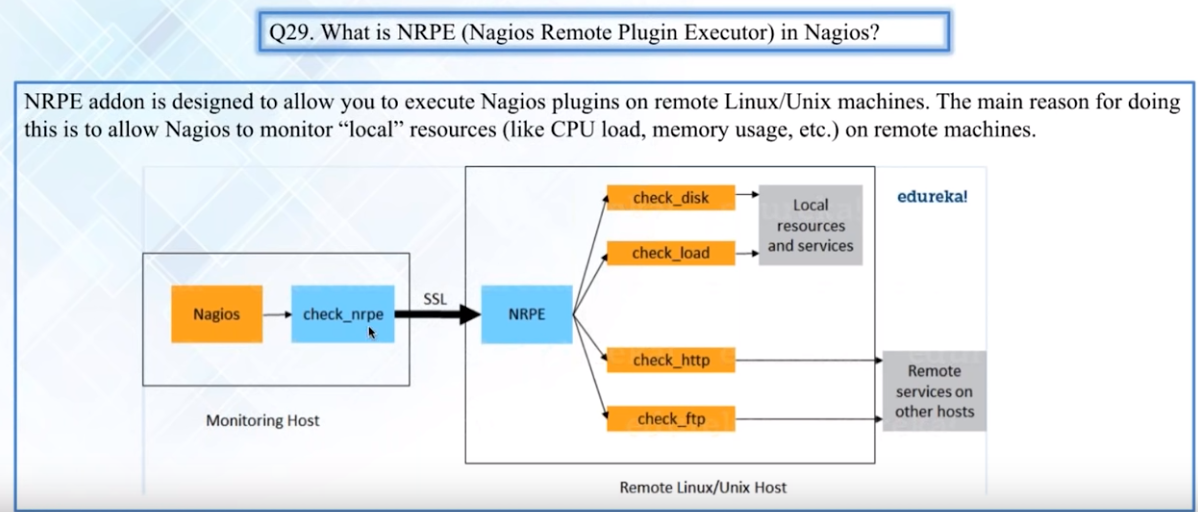 Q29. What is NRPE (Nagios Remote Plugin Executor) in Nagios?
NRPE addon is designed to allow you to execute Nagios plugins on remote Linux/Unix machines. The main reason for doing
this is to allow Nagios to monitor “local” resources (like CPU load, memory usage, etc.) on remote machines.
edureka!
check_disk
Local
resources
and services
check_load
Nagios
check_nrpe
SSL
NRPE
check_http
Remote
services on
other hosts
check_ftp
Monitoring Host
Remote Linux/Unix Host